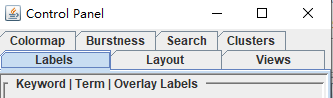 Control Panel
Colormap Burstness Search Clusters
Labels Layout Views
Keyword | Term | Overlay Labels